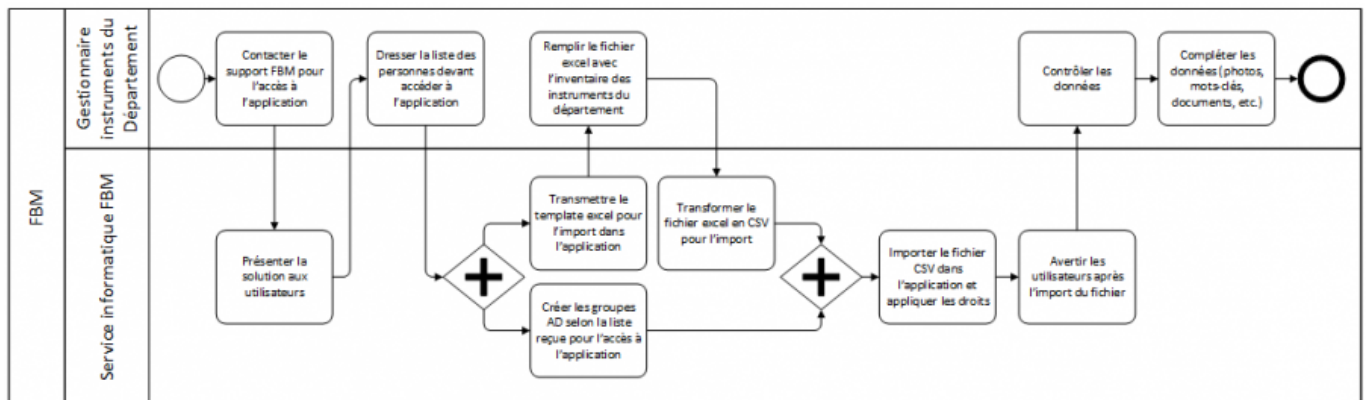 FBM
Gestionnaire
instruments du
Département
Contacter le
support FBM pour
l'accès à
l'application
Dresser la liste des
personnes devant
accéder à
l'application
Remplir le fichier
excel avec
l'inventaire des
instruments du
département
Contrôler les
données
Compléter les
données (photos,
mots-clés,
documents, etc.)
Service informatique FBM
Présenter la
solution aux
utilisateurs
Transmettre le
template excel pour
l'import dans
l'application
Créer les groupes
AD selon la liste
reçue pour l'accès à
l'application
Transformer le
fichier excel en CSV
pour l'import
Importer le fichier
CSV dans
l'application et
appliquer les droits
Avertir les
utilisateurs après
l'import du fichier